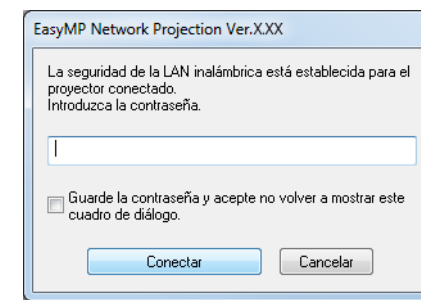 EasyMP Network Projection Ver.X.XX
La seguridad de la LAN inalámbrica está establecida para el
proyector conectado.
Introduzca la contraseña.
Guarde la contraseña y acepte no volver a mostrar este
cuadro de diálogo.
Conectar
Cancelar